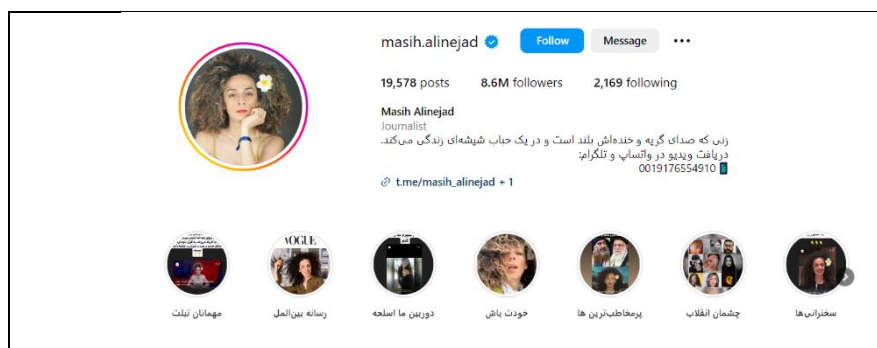 masih.alinejad Follow Message
19,578 posts 8.6M followers 2,169 following
Masih Alinejad
Journalist
زنی که صدای گریه و خنده‌اش بلند است و در یک حباب شیشه‌ای زندگی می‌کند.
دریافت ویدیو در واتساپ و تلگرام:
0019176554910
t.me/masih_alinejad + 1
VOGUE
مهمانان تبلت
رسانه بین‌الملل
دوربین ما اسلحه
خودت باش
پرمخاطب‌ترین ها
چشمان انقلاب
سخنرانی‌ها